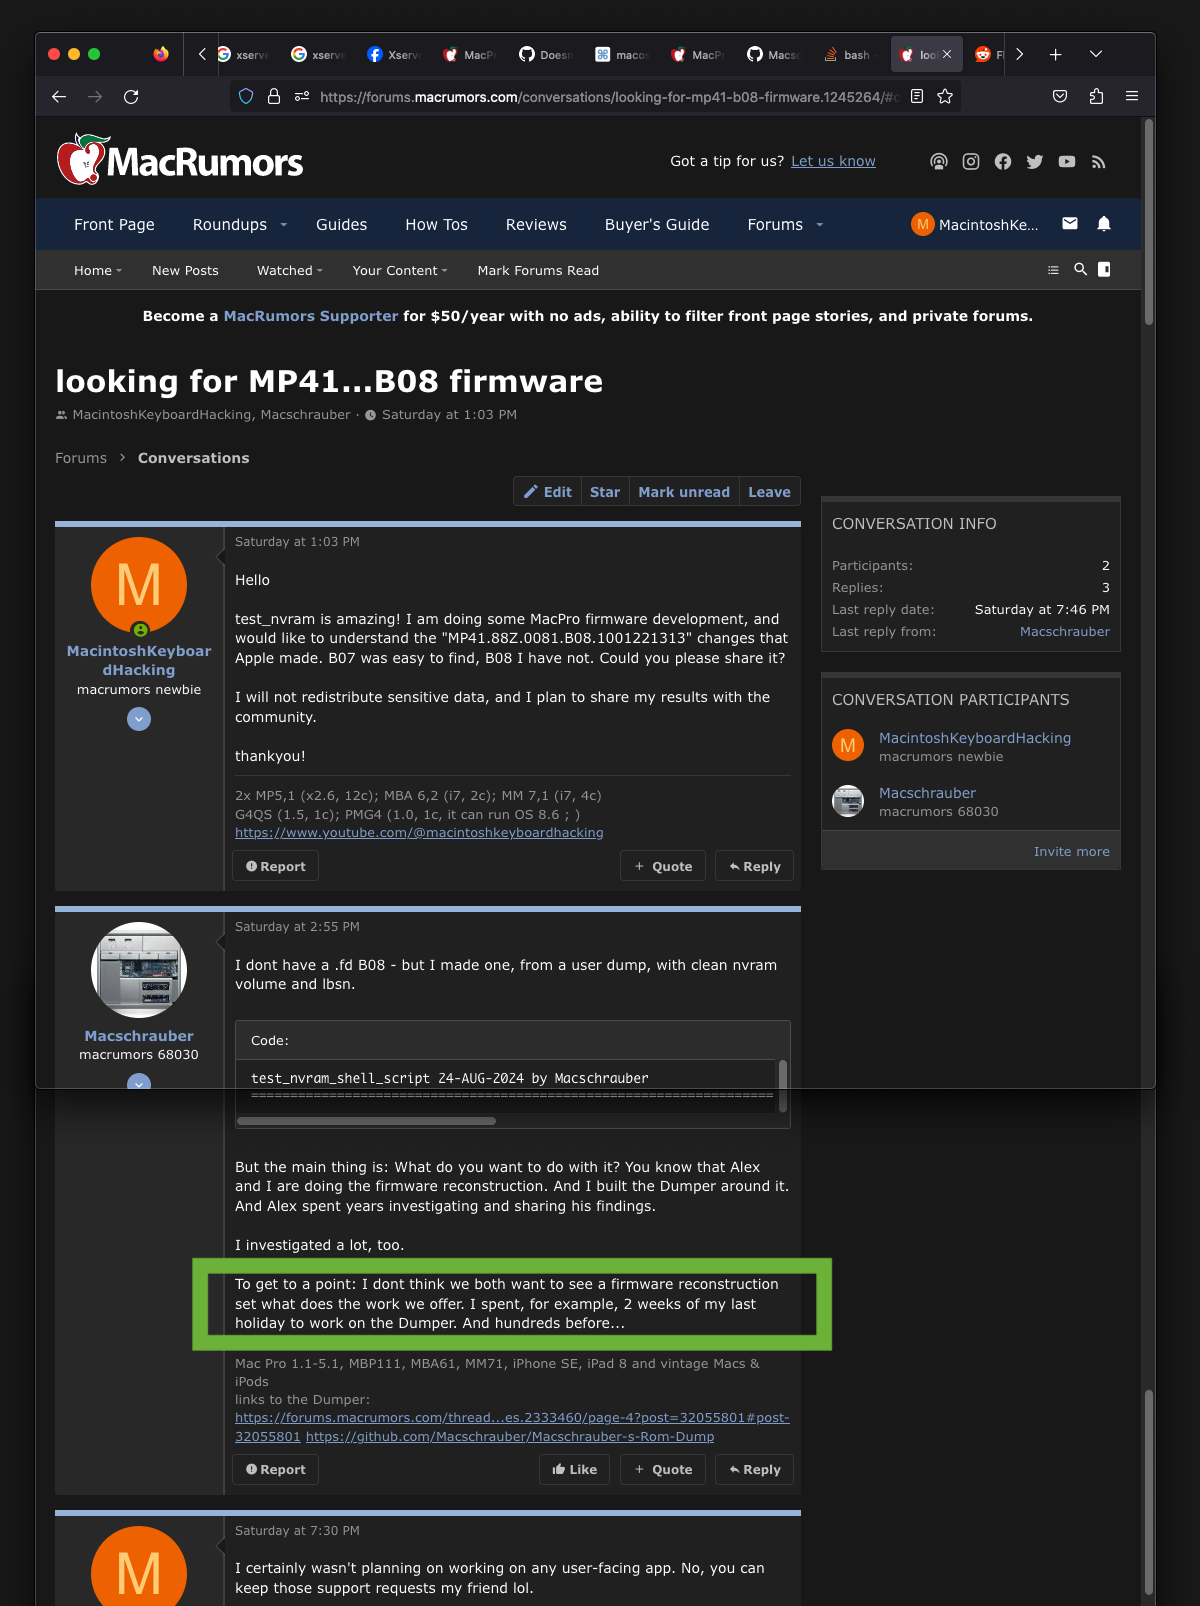 xserve
xserve
Xserve
MacP
Doesn
macos
MacP
Macsc
bash -
loo
Fl
https://forums.macrumors.com/conversations/looking-for-mp41-b08-firmware.1245264/#c
MacRumors
Got a tip for us? Let us know
Front Page Roundups Guides How Tos Reviews Buyer's Guide Forums M MacintoshKe...
Home New Posts Watched Your Content Mark Forums Read
Become a MacRumors Supporter for $50/year with no ads, ability to filter front page stories, and private forums.
looking for MP41...B08 firmware
MacintoshKeyboardHacking, Macschrauber · Saturday at 1:03 PM
Forums > Conversations
Edit Star Mark unread Leave
M
MacintoshKeyboar
dHacking
macrumors newbie
Saturday at 1:03 PM
Hello
test_nvram is amazing! I am doing some MacPro firmware development, and
would like to understand the "MP41.88Z.0081.B08.1001221313" changes that
Apple made. B07 was easy to find, B08 I have not. Could you please share it?
I will not redistribute sensitive data, and I plan to share my results with the
community.
thankyou!
2x MP5,1 (x2.6, 12c); MBA 6,2 (i7, 2c); MM 7,1 (i7, 4c)
G4QS (1.5, 1c); PMG4 (1.0, 1c, it can run OS 8.6 ; )
https://www.youtube.com/@macintoshkeyboardhacking
Report + Quote Reply
CONVERSATION INFO
Participants: 2
Replies: 3
Last reply date: Saturday at 7:46 PM
Last reply from: Macschrauber
CONVERSATION PARTICIPANTS
M
MacintoshKeyboardHacking
macrumors newbie
Macschrauber
macrumors 68030
Invite more
Macschrauber
macrumors 68030
Saturday at 2:55 PM
I dont have a .fd B08 - but I made one, from a user dump, with clean nvram
volume and lbsn.
Code:
test_nvram_shell_script 24-AUG-2024 by Macschrauber
===================================================================
But the main thing is: What do you want to do with it? You know that Alex
and I are doing the firmware reconstruction. And I built the Dumper around it.
And Alex spent years investigating and sharing his findings.
I investigated a lot, too.
To get to a point: I dont think we both want to see a firmware reconstruction
set what does the work we offer. I spent, for example, 2 weeks of my last
holiday to work on the Dumper. And hundreds before...
Mac Pro 1.1-5.1, MBP111, MBA61, MM71, iPhone SE, iPad 8 and vintage Macs &
iPods
links to the Dumper:
https://forums.macrumors.com/thread...es.2333460/page-4?post=32055801#post-
32055801 https://github.com/Macschrauber/Macschrauber-s-Rom-Dump
Report Like + Quote Reply
M
Saturday at 7:30 PM
I certainly wasn't planning on working on any user-facing app. No, you can
keep those support requests my friend lol.